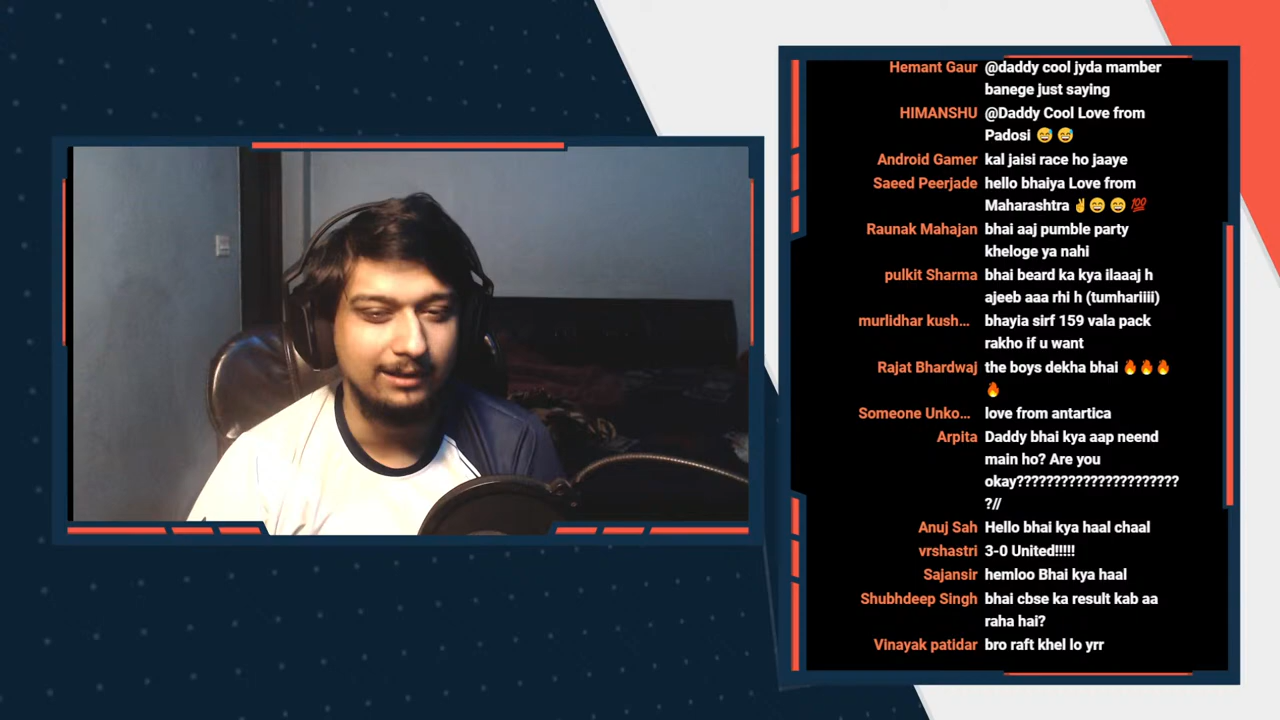 Hemant Gaur @daddy cool jyda mamber
banege just saying
HIMANSHU @Daddy Cool Love from
Padosi 😅 😅
Android Gamer kal jaisi race ho jaaye
Saeed Peerjade hello bhaiya Love from
Maharashtra ✌😄 😄 💯
Raunak Mahajan bhai aaj pumble party
kheloge ya nahi
pulkit Sharma bhai beard ka kya ilaaaj h
ajeeb aaa rhi h (tumhariiii)
murlidhar kush... bhayia sirf 159 vala pack
rakho if u want
Rajat Bhardwaj the boys dekha bhai 🔥🔥🔥
🔥
Someone Unko... love from antartica
Arpita Daddy bhai kya aap neend
main ho? Are you
okay??????????????????????
?//
Anuj Sah Hello bhai kya haal chaal
vrshastri 3-0 United!!!!!
Sajansir hemloo Bhai kya haal
Shubhdeep Singh bhai cbse ka result kab aa
raha hai?
Vinayak patidar bro raft khel lo yrr